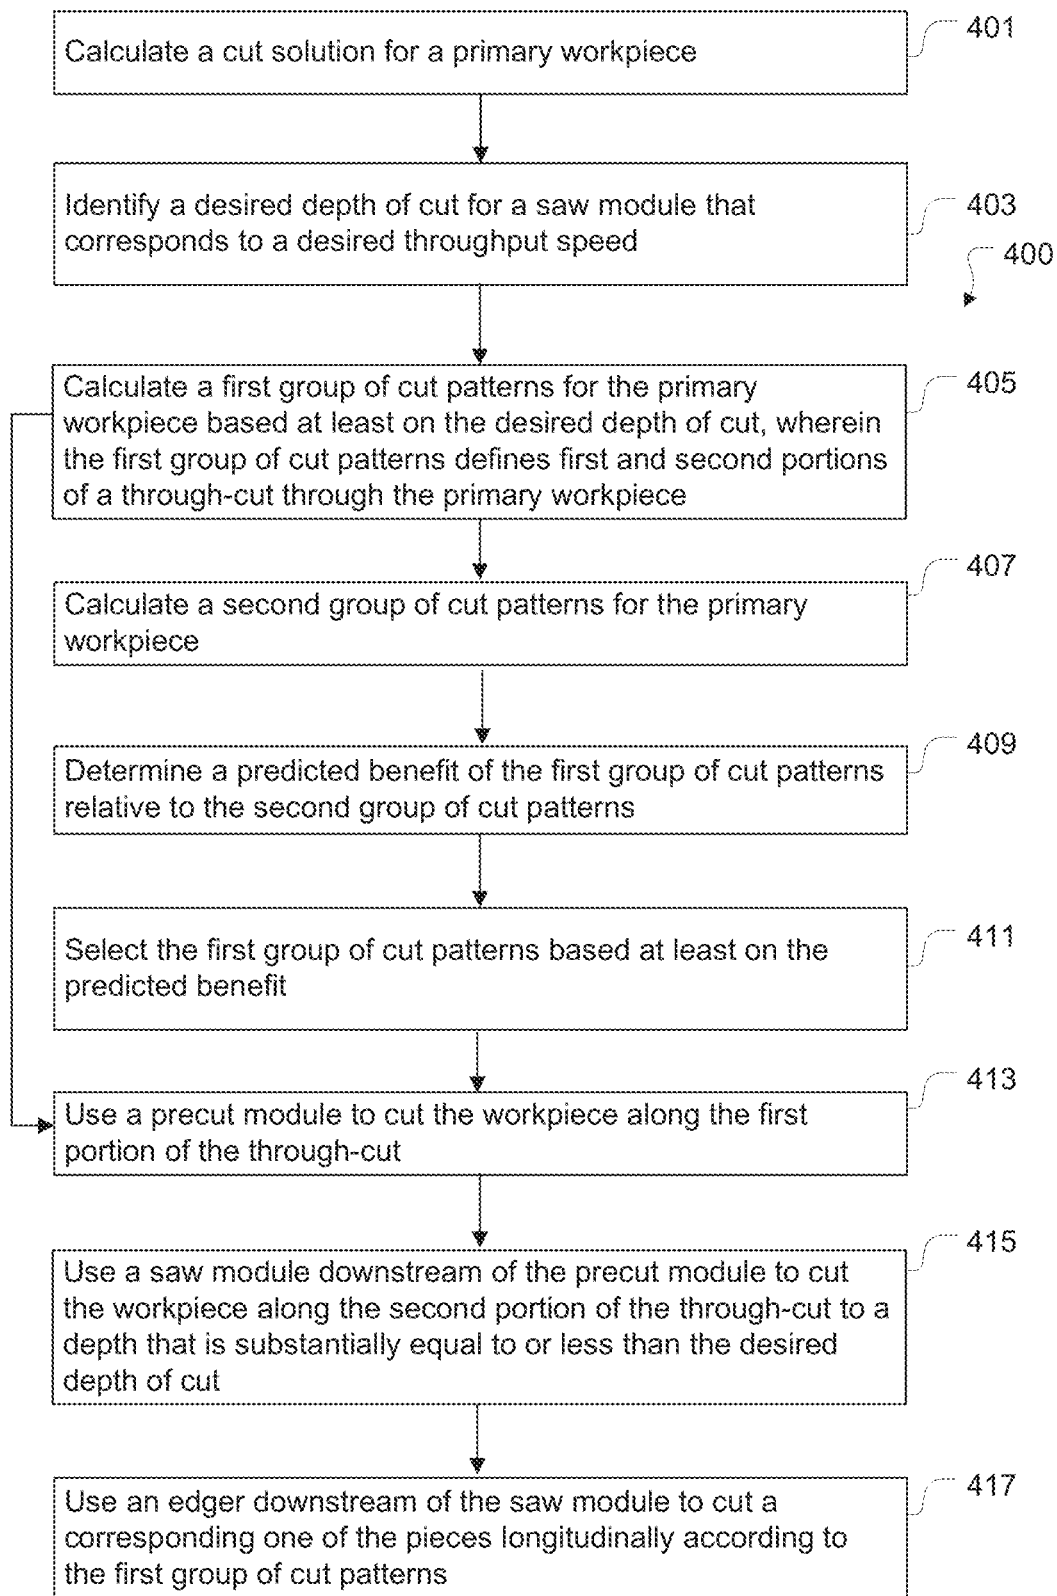 Calculate a cut solution for a primary workpiece
401
Identify a desired depth of cut for a saw module that
corresponds to a desired throughput speed
403
400
Calculate a first group of cut patterns for the primary
workpiece based at least on the desired depth of cut, wherein
the first group of cut patterns defines first and second portions
of a through-cut through the primary workpiece
405
Calculate a second group of cut patterns for the primary
workpiece
407
Determine a predicted benefit of the first group of cut patterns
relative to the second group of cut patterns
409
Select the first group of cut patterns based at least on the
predicted benefit
411
Use a precut module to cut the workpiece along the first
portion of the through-cut
413
Use a saw module downstream of the precut module to cut
the workpiece along the second portion of the through-cut to a
depth that is substantially equal to or less than the desired
depth of cut
415
Use an edger downstream of the saw module to cut a
corresponding one of the pieces longitudinally according to
the first group of cut patterns
417